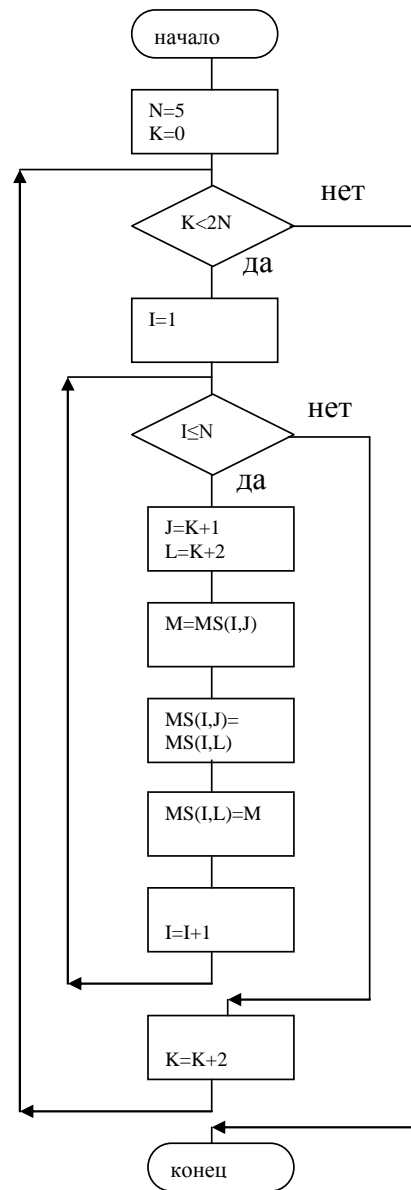 начало
N=5
K=0
нет
K<2N
да
I=1
нет
I≤N
да
J=K+1
L=K+2
M=MS(I,J)
MS(I,J)=
MS(I,L)
MS(I,L)=M
I=I+1
K=K+2
конец